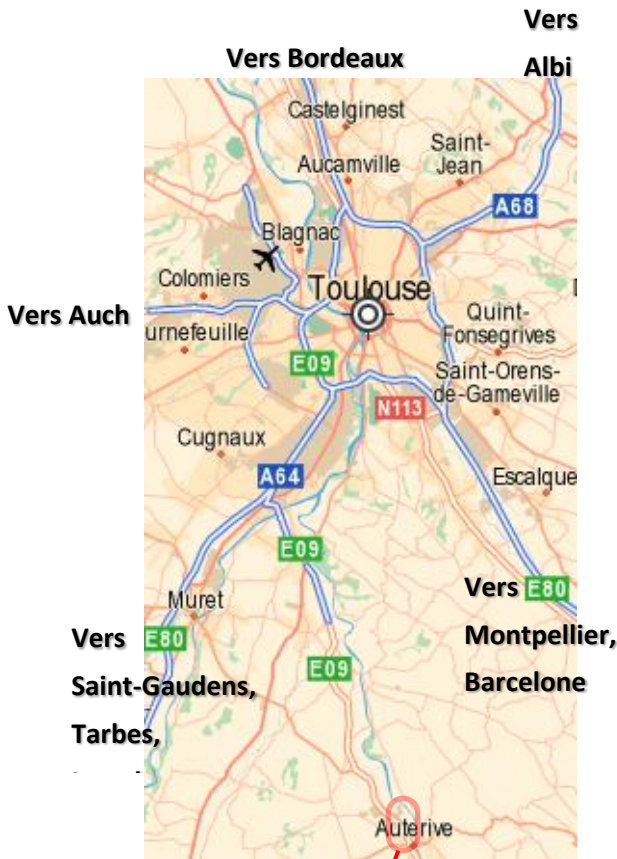 Vers
Albi
Vers Bordeaux
Castelginest
Saint-
Jean
Aucamville
A68
Blagnac
Colomiers
Toulouse
Vers Auch
urnefeuille
Quint-
Fonsegrives
E09
Saint-Orens-
de-Gameville
N113
Cugnaux
A64
Escalque
E09
Vers E80
Montpellier,
Barcelone
Muret
Vers E80
Saint-Gaudens,
Tarbes,
E09
Auterive